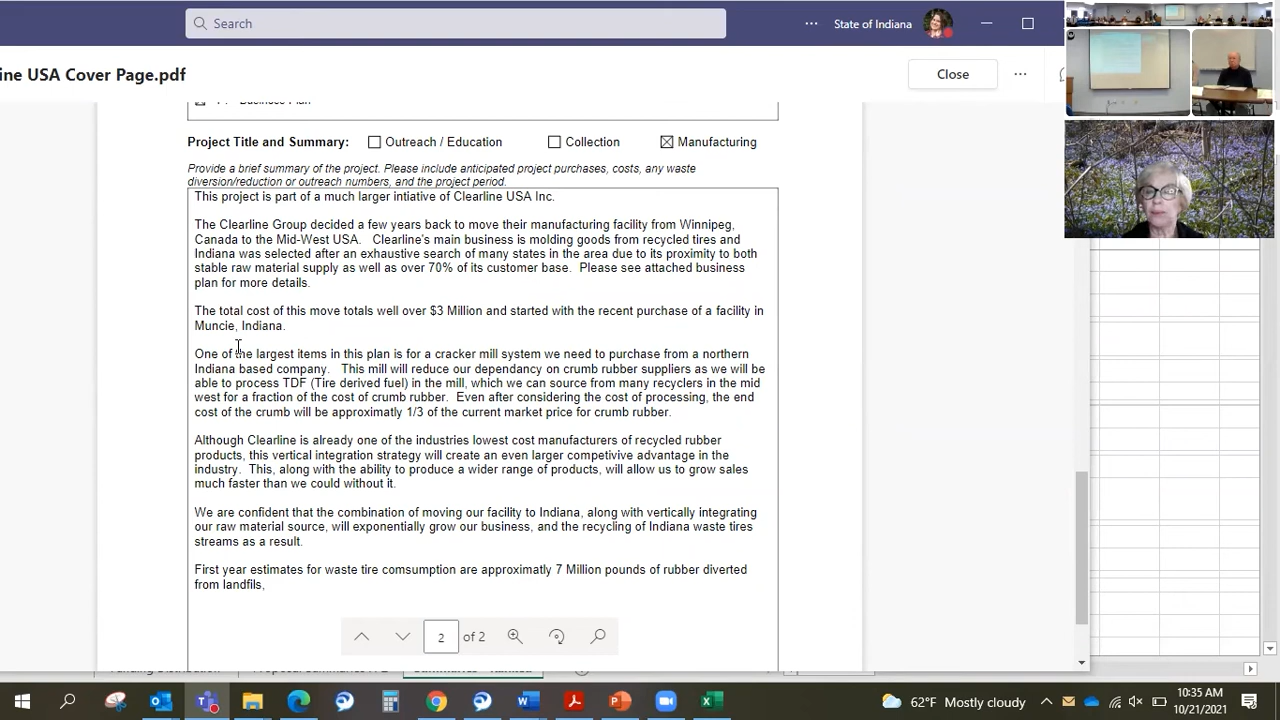 Search
State of Indiana
ine USA Cover Page.pdf
Close
Business Plan
Project Title and Summary: Outreach / Education Collection Manufacturing
Provide a brief summary of the project. Please include anticipated project purchases, costs, any waste
diversion/reduction or outreach numbers, and the project period.
This project is part of a much larger intiative of Clearline USA Inc.
The Clearline Group decided a few years back to move their manufacturing facility from Winnipeg,
Canada to the Mid-West USA. Clearline's main business is molding goods from recycled tires and
Indiana was selected after an exhaustive search of many states in the area due to its proximity to both
stable raw material supply as well as over 70% of its customer base. Please see attached business
plan for more details.
The total cost of this move totals well over $3 Million and started with the recent purchase of a facility in
Muncie, Indiana.
One of the largest items in this plan is for a cracker mill system we need to purchase from a northern
Indiana based company. This mill will reduce our dependancy on crumb rubber suppliers as we will be
able to process TDF (Tire derived fuel) in the mill, which we can source from many recyclers in the mid
west for a fraction of the cost of crumb rubber. Even after considering the cost of processing, the end
cost of the crumb will be approximatly 1/3 of the current market price for crumb rubber.
Although Clearline is already one of the industries lowest cost manufacturers of recycled rubber
products, this vertical integration strategy will create an even larger competivive advantage in the
industry. This, along with the ability to produce a wider range of products, will allow us to grow sales
much faster than we could without it.
We are confident that the combination of moving our facility to Indiana, along with vertically integrating
our raw material source, will exponentially grow our business, and the recycling of Indiana waste tires
streams as a result.
First year estimates for waste tire comsumption are approximatly 7 Million pounds of rubber diverted
from landfils,
2 of 2
62°F Mostly cloudy
10:35 AM
10/21/2021